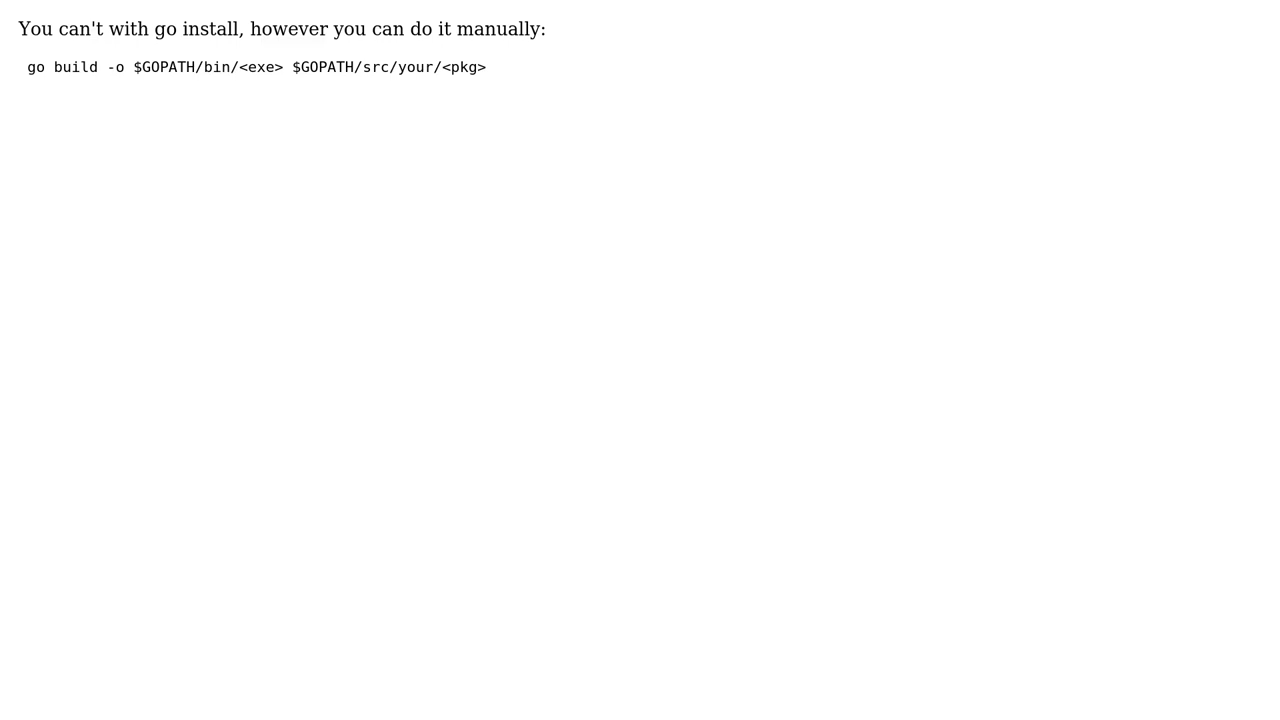 You can't with go install, however you can do it manually:
go build -o $GOPATH/bin/<exe> $GOPATH/src/your/<pkg>